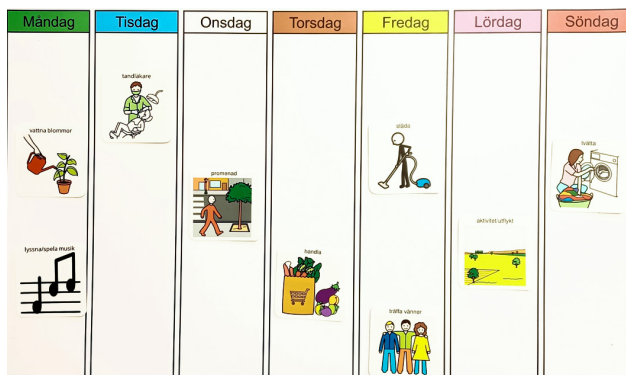 Måndag
Tisdag
Onsdag
Torsdag
Fredag
Lördag
Söndag
vattna blommor
lyssna/spela musik
tandläkare
promenad
handla
städa
träffa vänner
aktivitet utflykt
tvätta